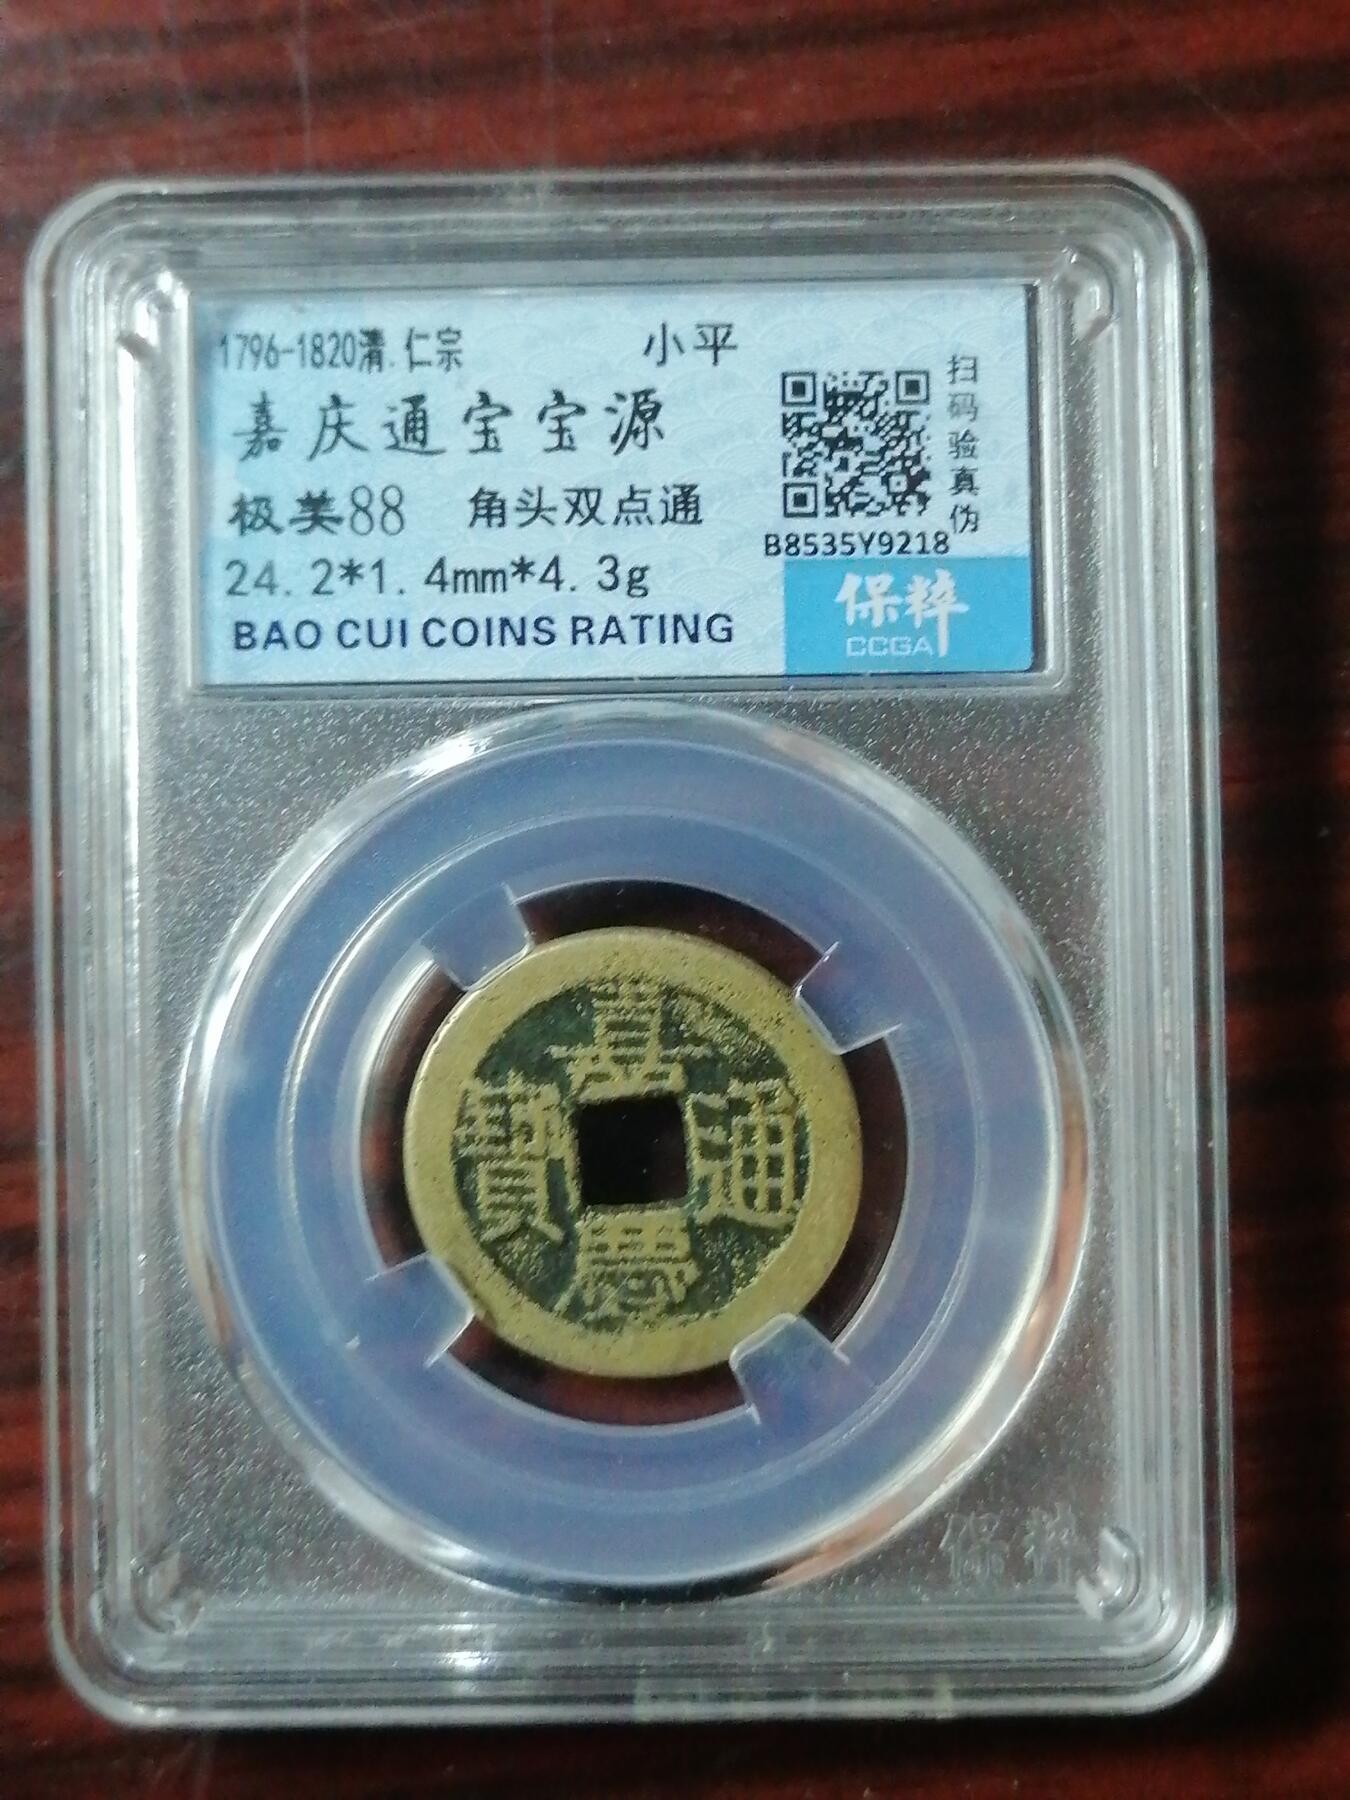 1796-1820清.仁宗
小平
嘉庆通宝宝源
极美88 角头双点通
24.2*1.4mm*4.3g
BAO CUI COINS RATING
扫码验真伪
B8535Y9218
保粹
CCGA
嘉慶通寶
保粹